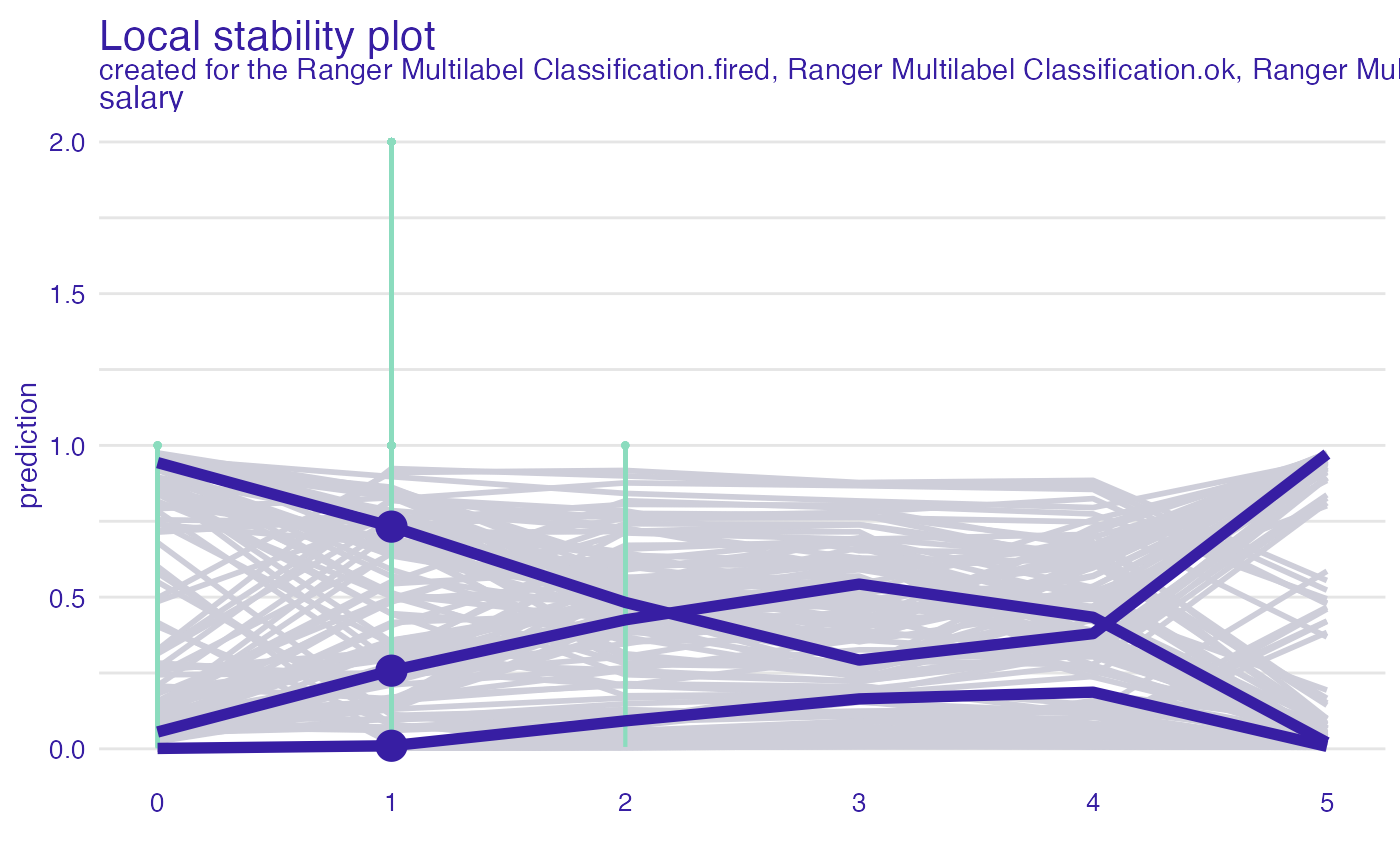 Local stability plot
created for the Ranger Multilabel Classification.fired, Ranger Multilabel Classification.ok, Ranger
salary
2.0
1.5
1.0
0.5
0.0
prediction
0 1 2 3 4 5